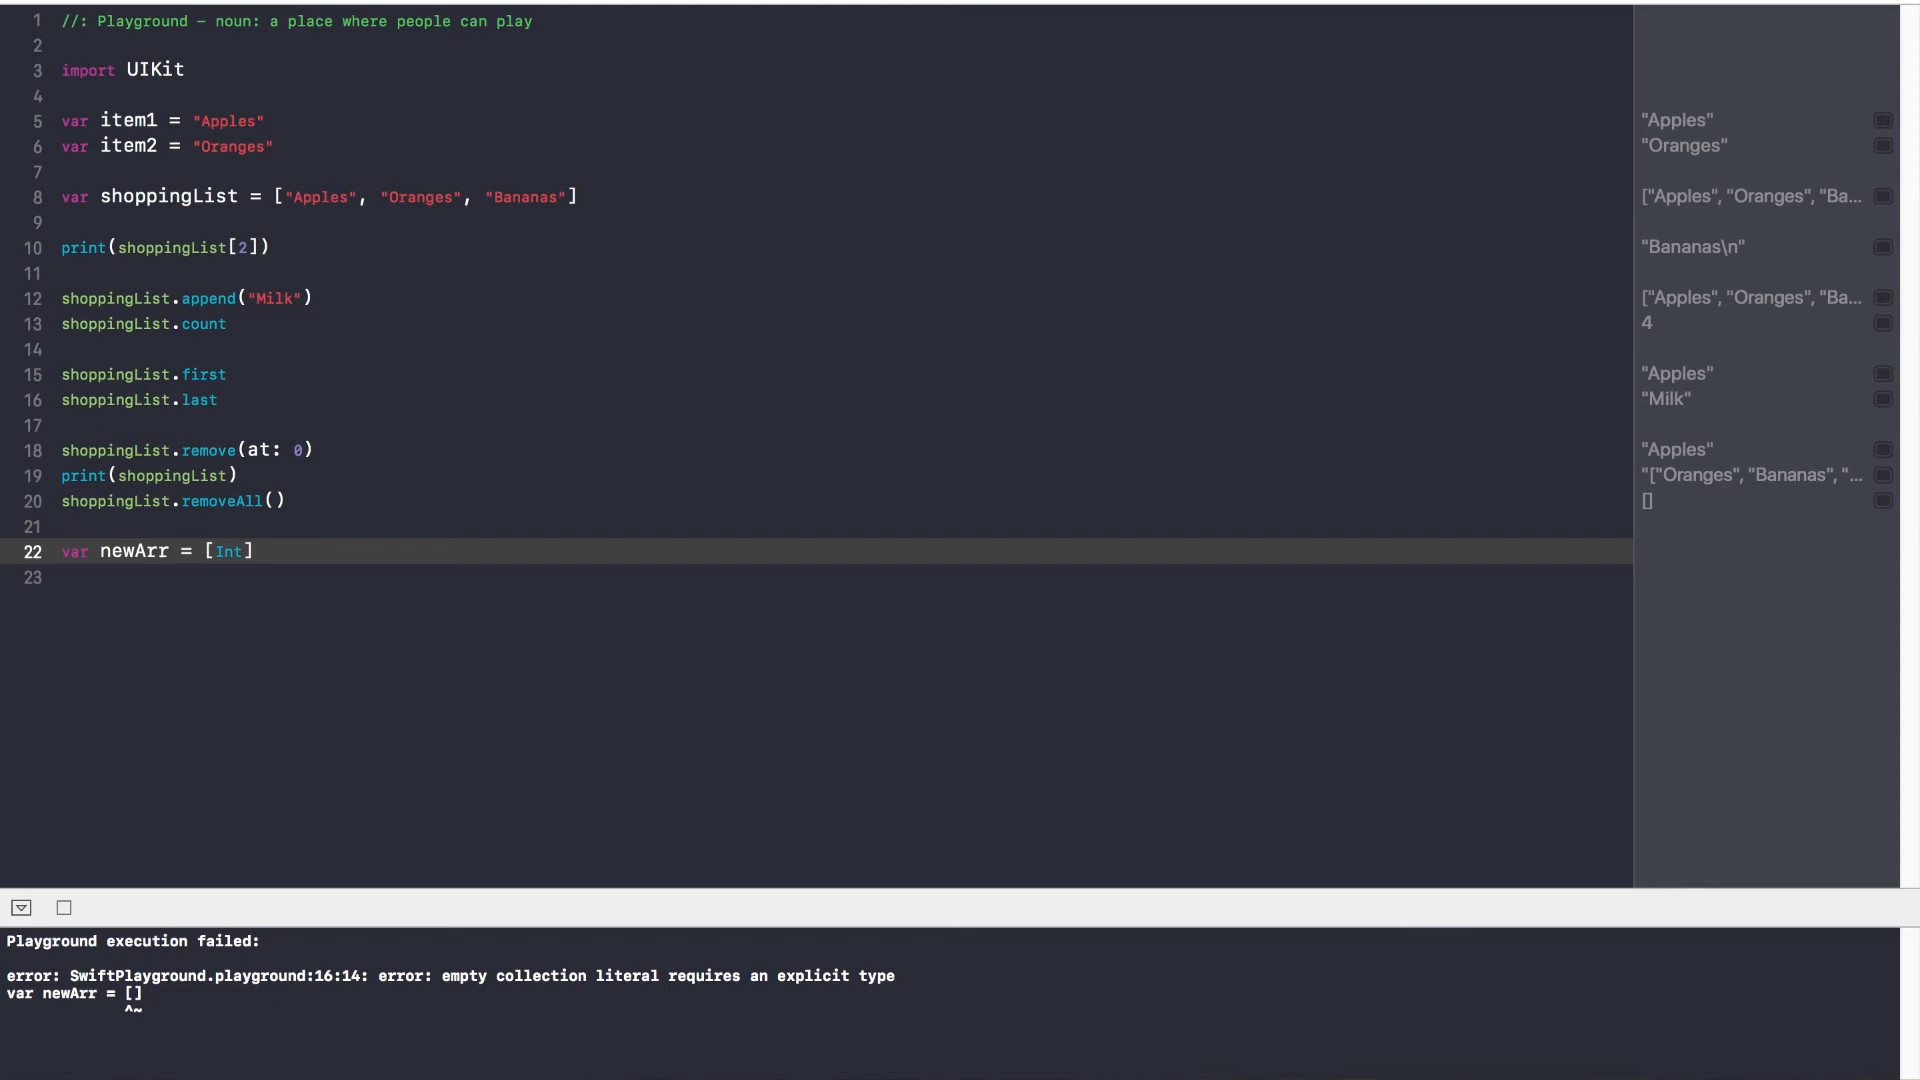 1 //: Playground - noun: a place where people can play
2
3 import UIKit
4
5 var item1 = "Apples" "Apples"
6 var item2 = "Oranges" "Oranges"
7
8 var shoppingList = ["Apples", "Oranges", "Bananas"] ["Apples", "Oranges", "Ba...
9
10 print(shoppingList[2]) "Bananas\n"
11
12 shoppingList.append("Milk") ["Apples", "Oranges", "Ba...
13 shoppingList.count 4
14
15 shoppingList.first "Apples"
16 shoppingList.last "Milk"
17
18 shoppingList.remove(at: 0) "Apples"
19 print(shoppingList) "["Oranges", "Bananas", "...
20 shoppingList.removeAll() []
21
22 var newArr = [Int]
23
Playground execution failed:
error: SwiftPlayground.playground:16:14: error: empty collection literal requires an explicit type
var newArr = []
^~